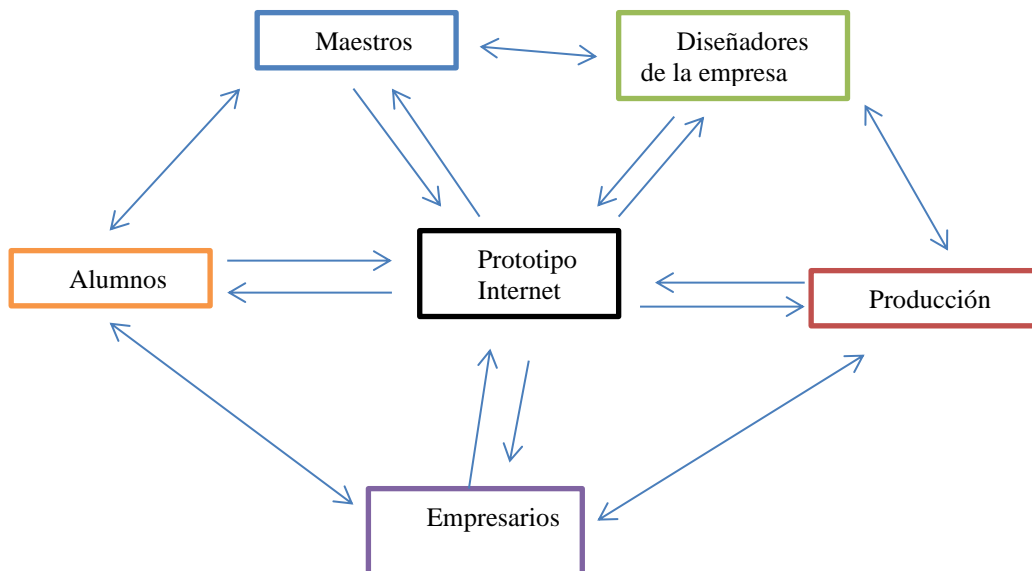 Maestros
Diseñadores
de la empresa
Alumnos
Prototipo
Internet
Producción
Empresarios